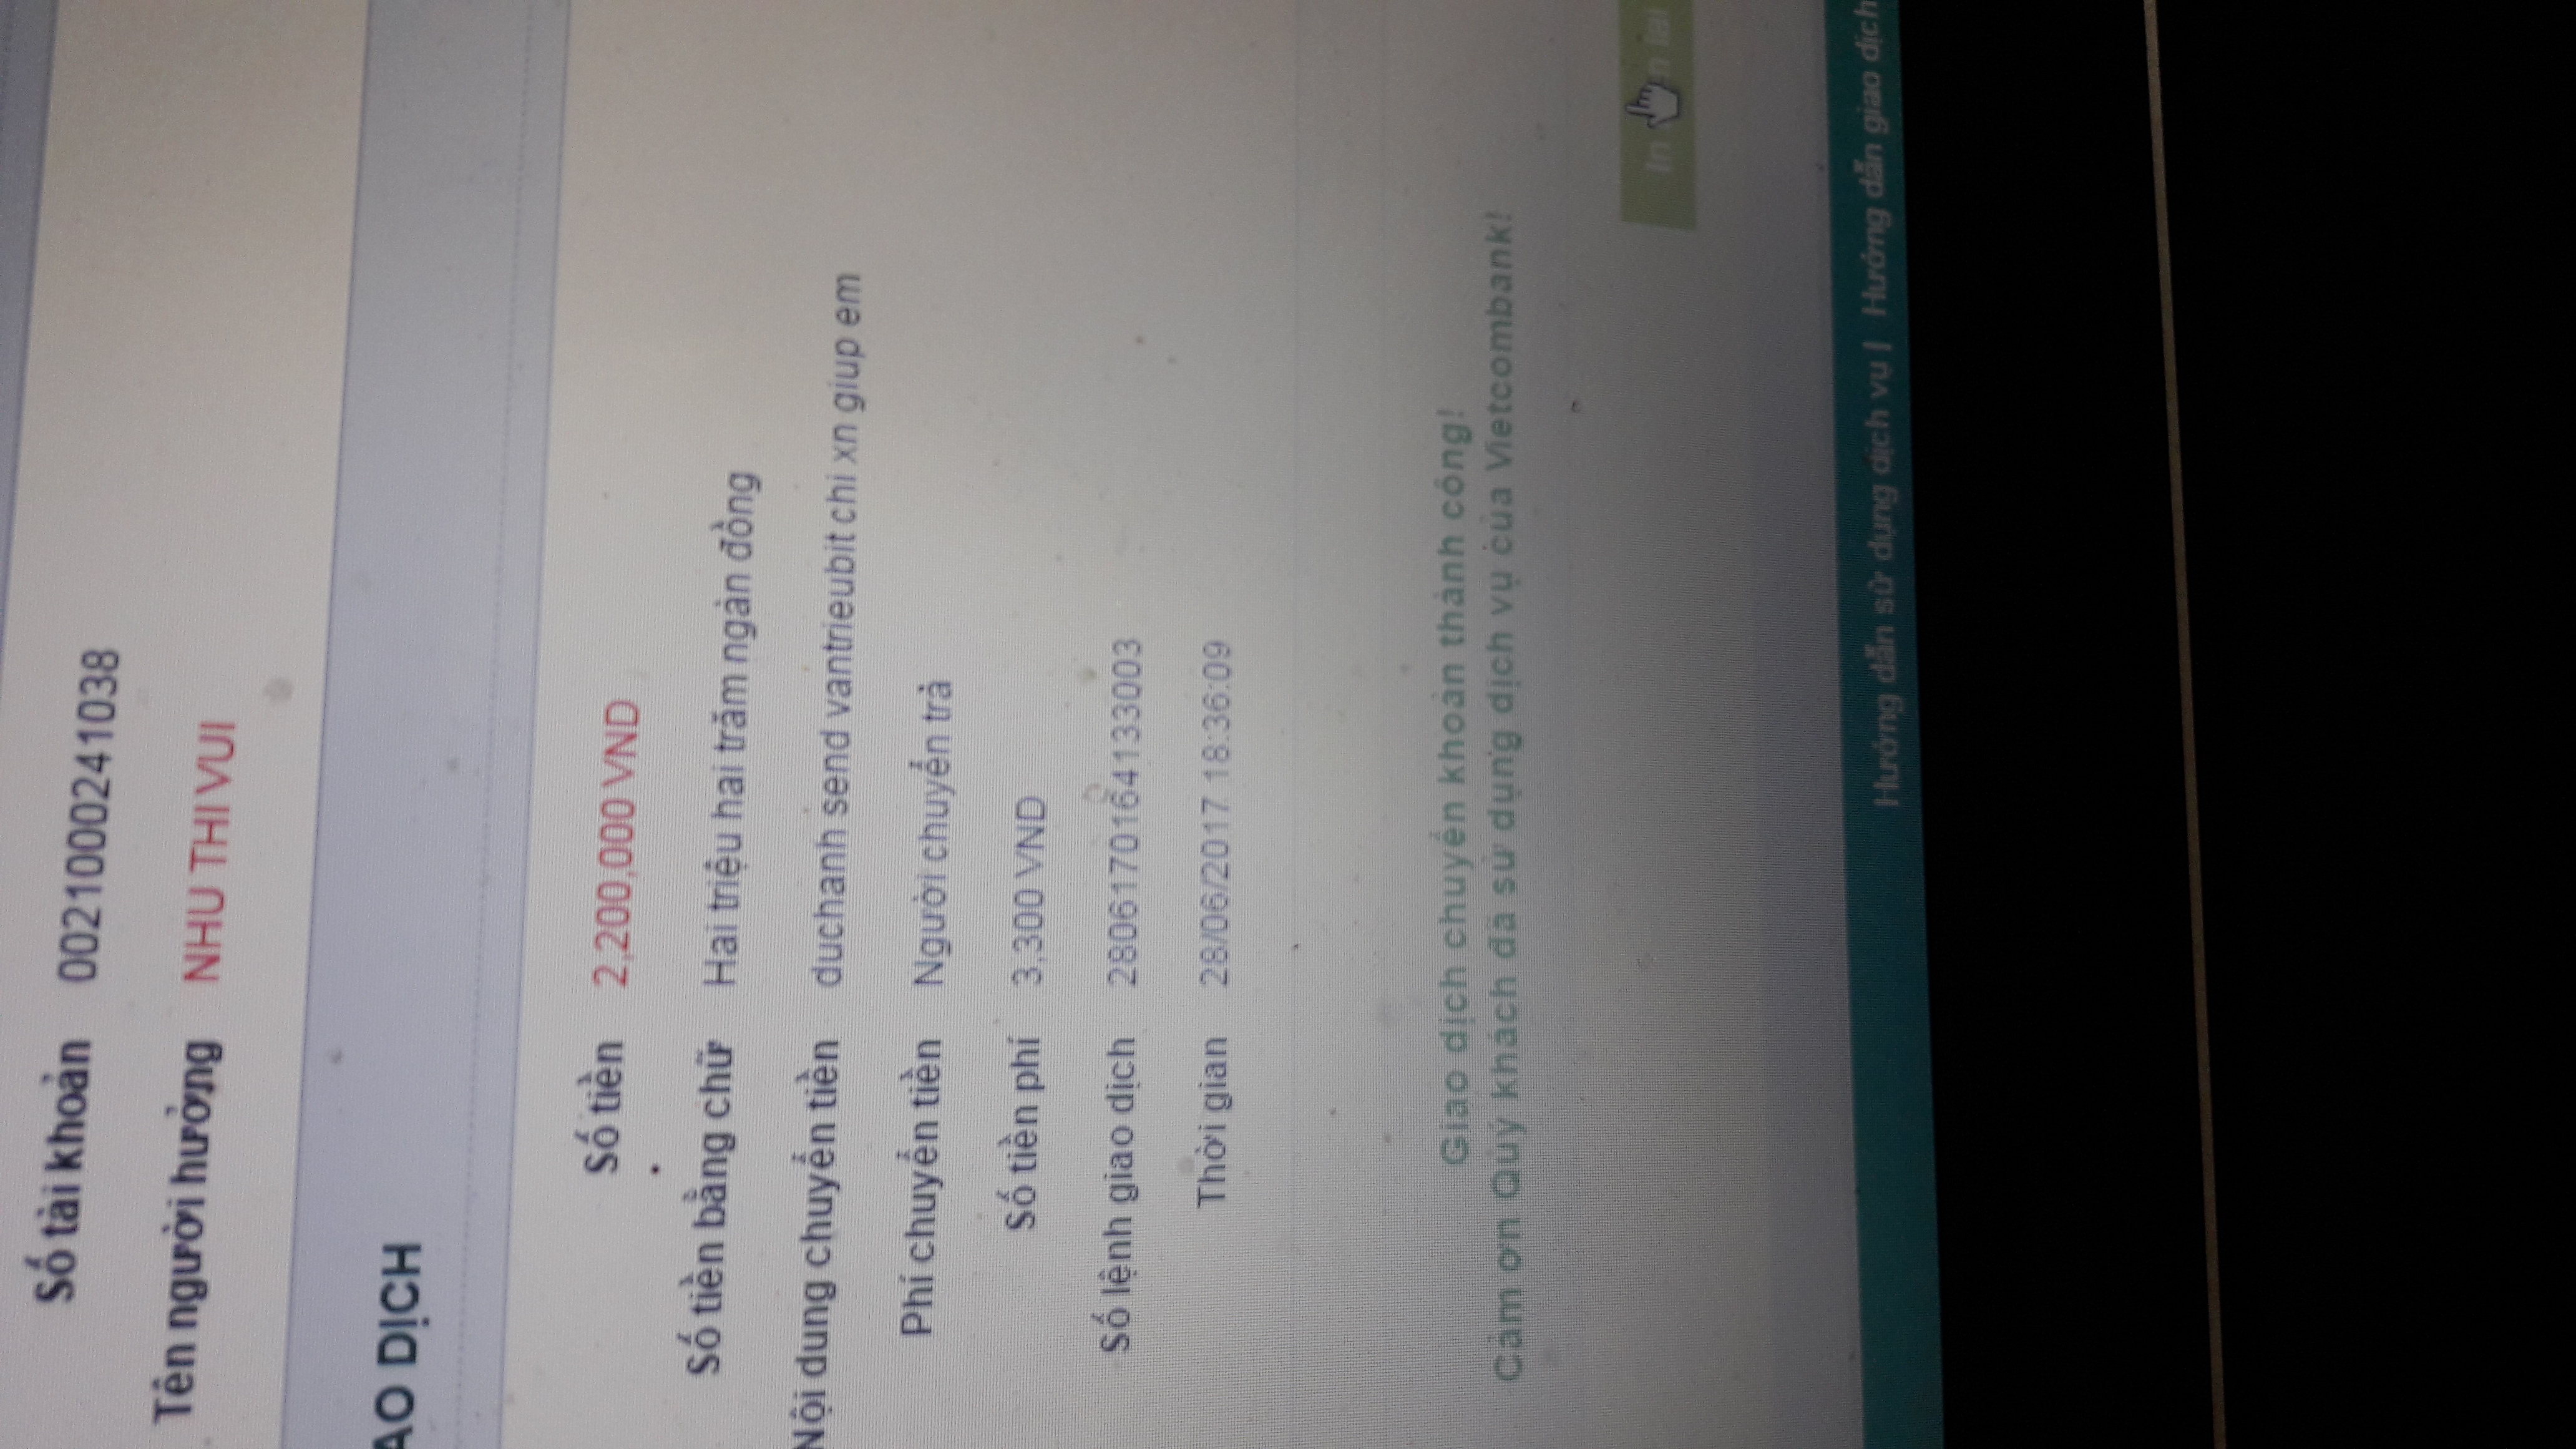 Số tài khoản 0021000241038
Tên người hưởng NHU THI VUI
AO DỊCH
Số tiền 2,200,000 VND
Số tiền bằng chữ Hai triệu hai trăm ngàn đồng
Nội dung chuyển tiền duchanh send vantrieubit chi xn giup em
Phí chuyển tiền Người chuyển trả
Số tiền phí 3,300 VND
Số lệnh giao dịch 2806170164133003
Thời gian 28/06/2017 18:36:09
Giao dịch chuyển khoản thành công!
Cảm ơn Quý khách đã sử dụng dịch vụ của Vietcombank!
In
Hướng dẫn sử dụng dịch vụ | Hướng dẫn giao dịch